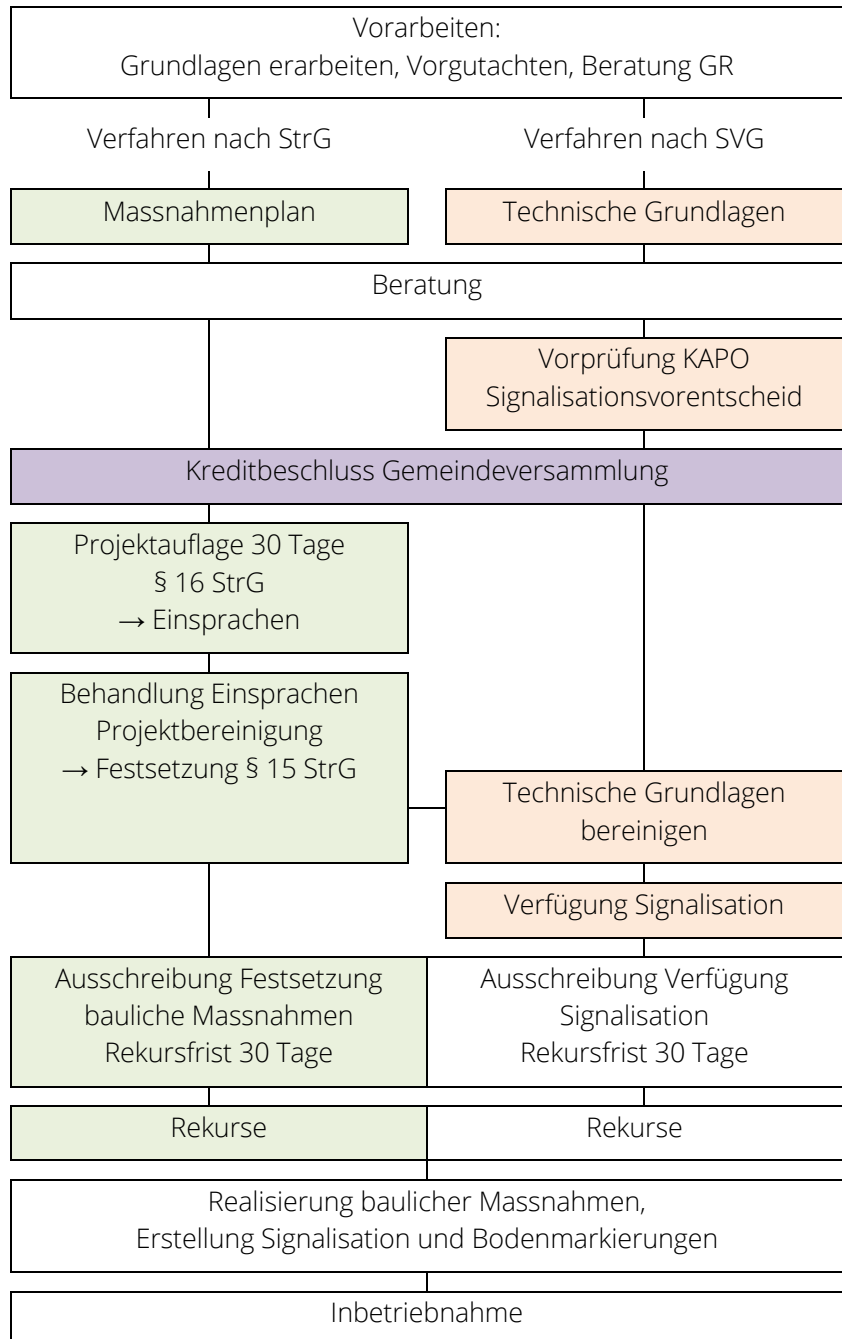 Vorarbeiten:
Grundlagen erarbeiten, Vorgutachten, Beratung GR
Verfahren nach StrG
Verfahren nach SVG
Massnahmenplan
Technische Grundlagen
Beratung
Vorprüfung KAPO
Signalisationsvorentscheid
Kreditbeschluss Gemeindeversammlung
Projektauflage 30 Tage
§ 16 StrG
→ Einsprachen
Behandlung Einsprachen
Projektbereinigung
→ Festsetzung § 15 StrG
Technische Grundlagen
bereinigen
Verfügung Signalisation
Ausschreibung Festsetzung
bauliche Massnahmen
Rekursfrist 30 Tage
Ausschreibung Verfügung
Signalisation
Rekursfrist 30 Tage
Rekurse
Rekurse
Realisierung baulicher Massnahmen,
Erstellung Signalisation und Bodenmarkierungen
Inbetriebnahme